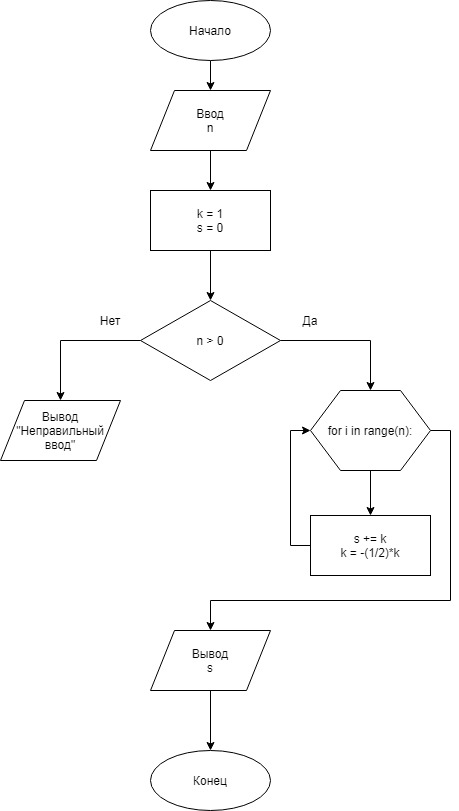 Начало
Ввод
n
k = 1
s = 0
n > 0
Нет
Да
Вывод
"Неправильный
ввод"
for i in range(n):
s += k
k = -(1/2)*k
Вывод
s
Конец